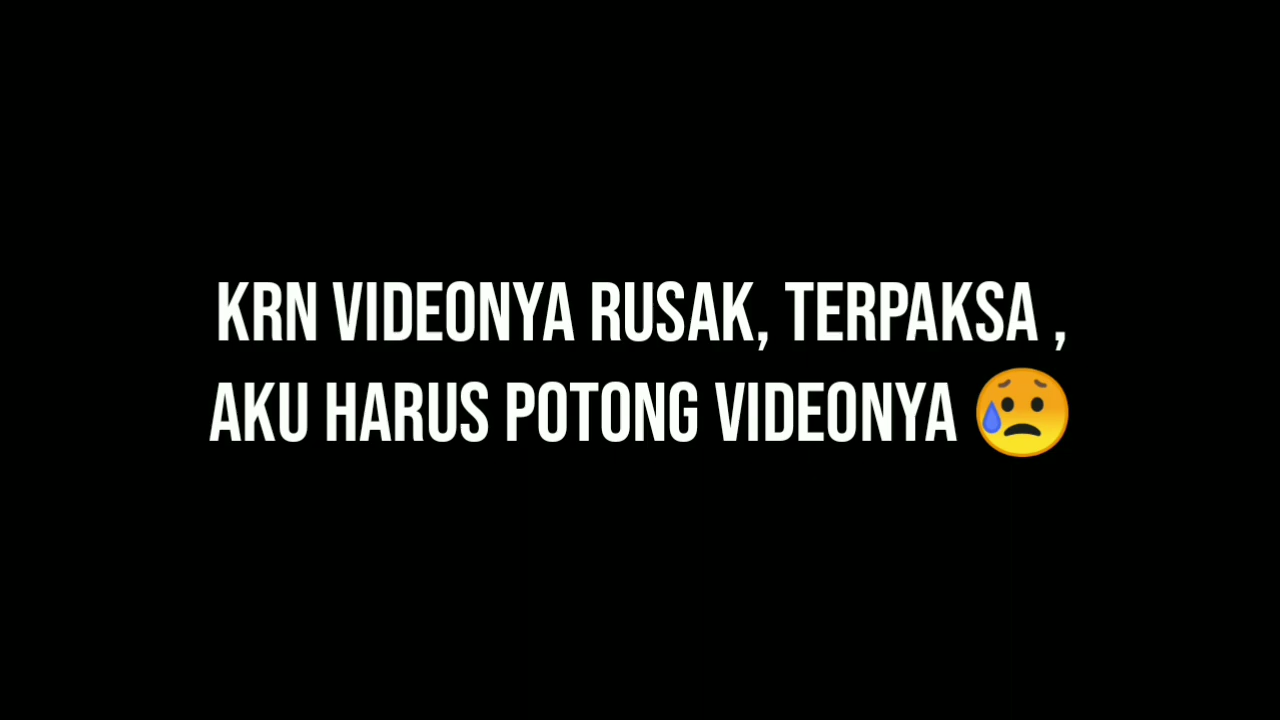 KRN VIDEONYA RUSAK, TERPAKSA ,
AKU HARUS POTONG VIDEONYA 😥